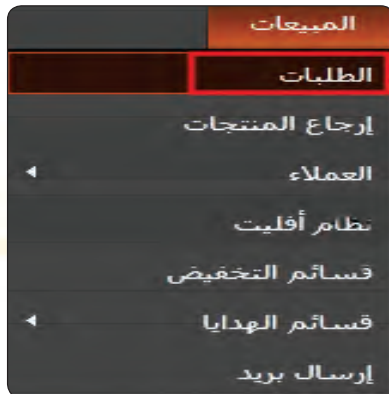 المبيعات
الطلبات
إرجاع المنتجات
العملاء
نظام أفليت
قسائم التخفيض
قسائم الهدايا
إرسال بريد